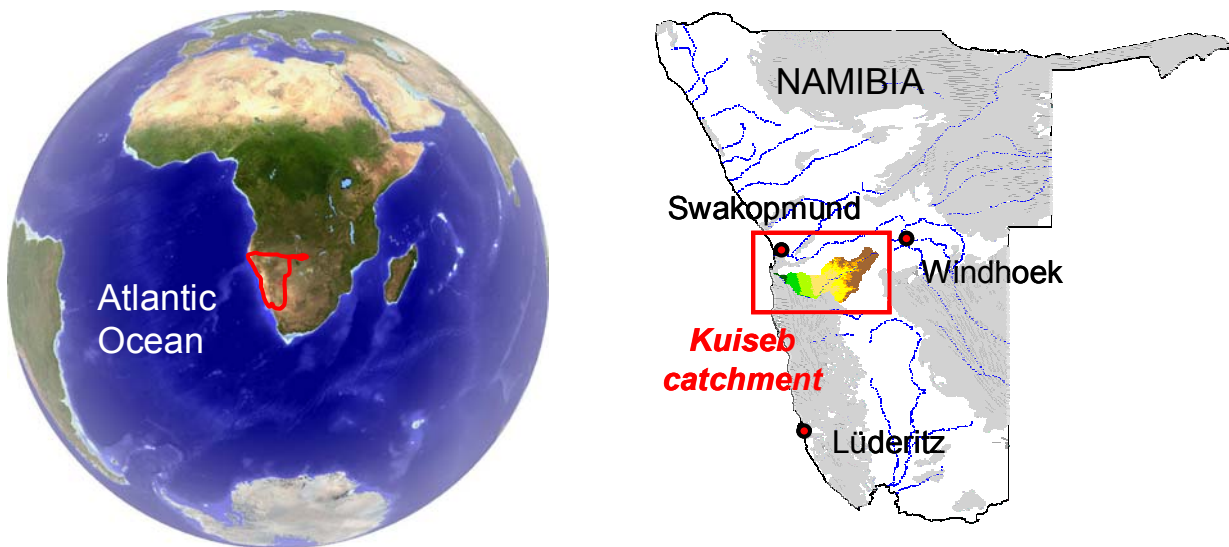 Atlantic
Ocean
NAMIBIA
Swakopmund
Windhoek
Kuiseb
catchment
Lüderitz